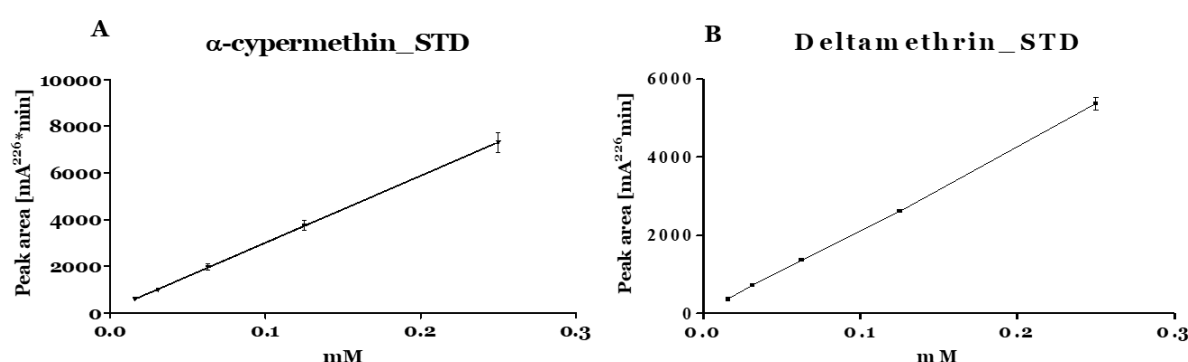 A
α-cypermethin_STD
Peak area [mA²²⁶*min]
10000
8000
6000
4000
2000
0
0.0
0.1
0.2
0.3
mM
B
Deltamethrin_STD
Peak area [mA²²⁶min]
6000
4000
2000
0
0.0
0.1
0.2
0.3
mM